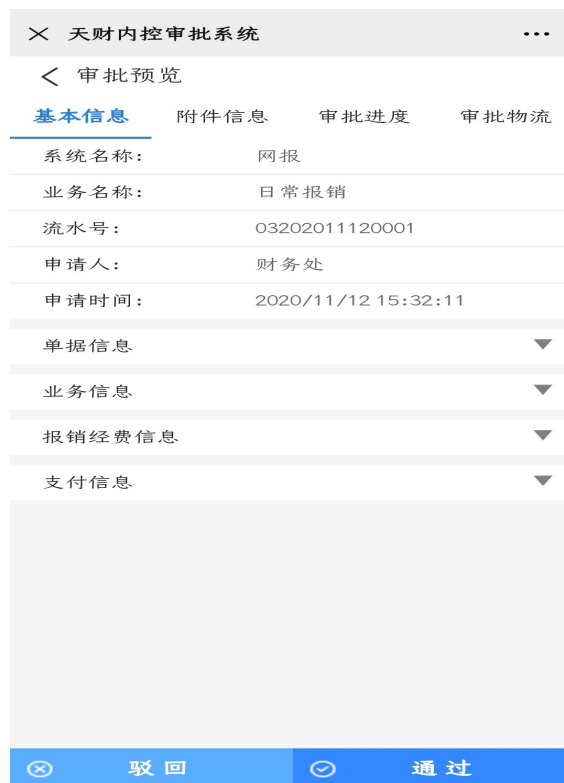 天财内控审批系统
审批预览
基本信息 附件信息 审批进度 审批物流
系统名称： 网报
业务名称： 日常报销
流水号： 03202011120001
申请人： 财务处
申请时间： 2020/11/12 15:32:11
单据信息
业务信息
报销经费信息
支付信息
驳回 通过